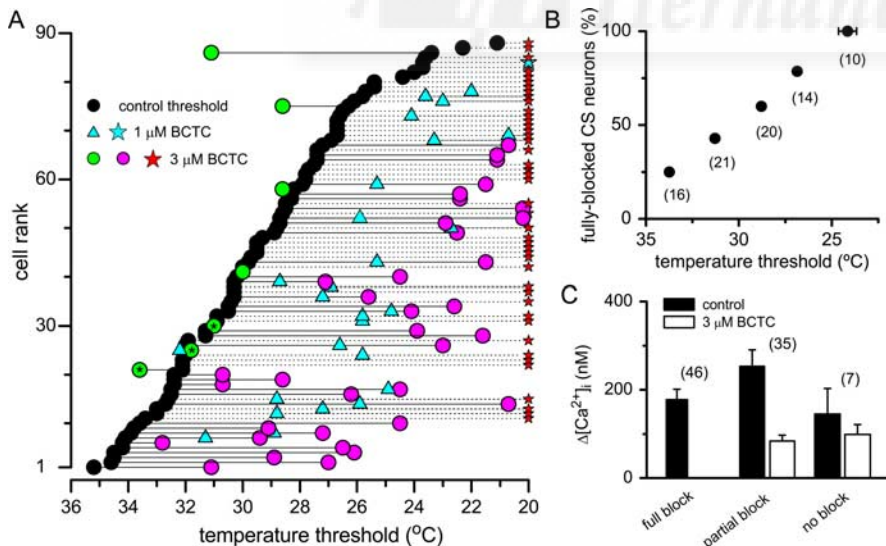 A
90
60
30
1
cell rank
control threshold
1 μM BCTC
3 μM BCTC
36 34 32 30 28 26 24 22 20
temperature threshold (°C)
B
100
50
0
fully-blocked CS neurons (%)
(10)
(14)
(20)
(21)
(16)
35 30 25
temperature threshold (°C)
C
400
200
0
Δ[Ca²⁺]ᵢ (nM)
control
3 μM BCTC
(46)
(35)
(7)
full block
partial block
no block